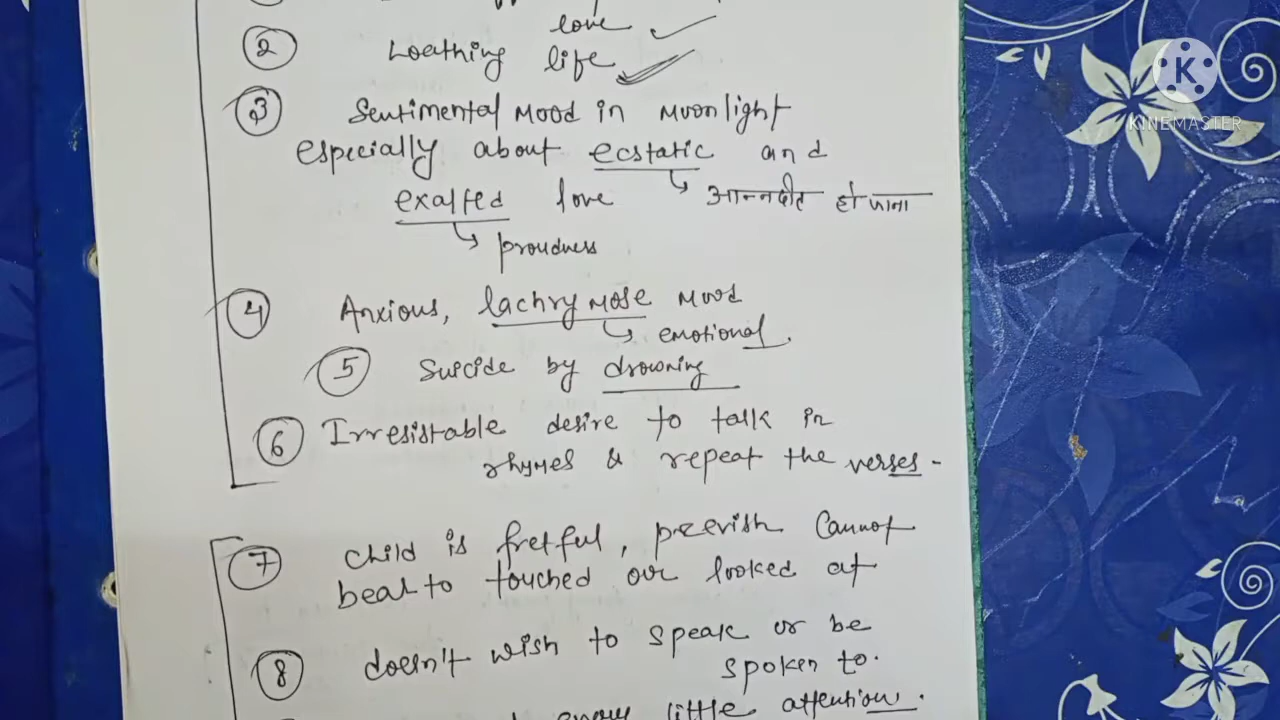 love
② Loathing life
③ Sentimental Mood in Moonlight
especially about ecstatic and
exalted love आनन्दीत हो जाना
proudness
④ Anxious, lachrymose Mood
emotional.
⑤ Suicide by drowning
⑥ Irresistable desire to talk in
rhymes & repeat the verses.
⑦ child is fretful, peevish Cannot
bear to touched our looked at
⑧ doesn't wish to speak or be
spoken to.
every little attention.
K
KINEMASTER